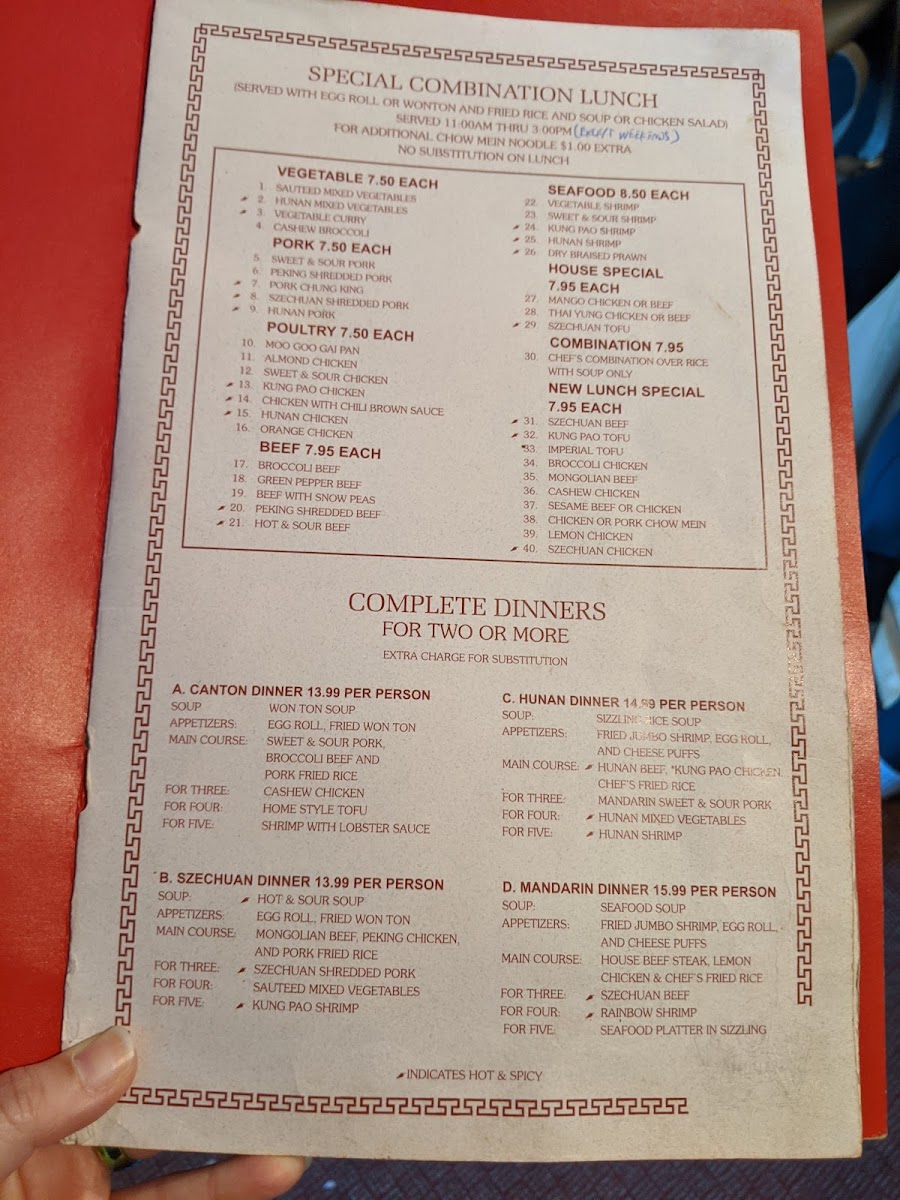 SPECIAL COMBINATION LUNCH
(SERVED WITH EGG ROLL OR WONTON AND FRIED RICE AND SOUP OR CHICKEN SALAD)
SERVED 11:00AM THRU 3:00PM (EXCEPT WEEKENDS)
FOR ADDITIONAL CHOW MEIN NOODLE $1.00 EXTRA
NO SUBSTITUTION ON LUNCH
VEGETABLE 7.50 EACH
1. SAUTEED MIXED VEGETABLES
2. HUNAN MIXED VEGETABLES
3. VEGETABLE CURRY
4. CASHEW BROCCOLI
PORK 7.50 EACH
5. SWEET & SOUR PORK
6. PEKING SHREDDED PORK
7. PORK CHUNG KING
8. SZECHUAN SHREDDED PORK
9. HUNAN PORK
POULTRY 7.50 EACH
10. MOO GOO GAI PAN
11. ALMOND CHICKEN
12. SWEET & SOUR CHICKEN
13. KUNG PAO CHICKEN
14. CHICKEN WITH CHILI BROWN SAUCE
15. HUNAN CHICKEN
16. ORANGE CHICKEN
BEEF 7.95 EACH
17. BROCCOLI BEEF
18. GREEN PEPPER BEEF
19. BEEF WITH SNOW PEAS
20. PEKING SHREDDED BEEF
21. HOT & SOUR BEEF
SEAFOOD 8.50 EACH
22. VEGETABLE SHRIMP
23. SWEET & SOUR SHRIMP
24. KUNG PAO SHRIMP
25. HUNAN SHRIMP
26. DRY BRAISED PRAWN
HOUSE SPECIAL
7.95 EACH
27. MANGO CHICKEN OR BEEF
28. THAI YUNG CHICKEN OR BEEF
29. SZECHUAN TOFU
COMBINATION 7.95
30. CHEF'S COMBINATION OVER RICE
WITH SOUP ONLY
NEW LUNCH SPECIAL
7.95 EACH
31. SZECHUAN BEEF
32. KUNG PAO TOFU
33. IMPERIAL TOFU
34. BROCCOLI CHICKEN
35. MONGOLIAN BEEF
36. CASHEW CHICKEN
37. SESAME BEEF OR CHICKEN
38. CHICKEN OR PORK CHOW MEIN
39. LEMON CHICKEN
40. SZECHUAN CHICKEN
COMPLETE DINNERS
FOR TWO OR MORE
EXTRA CHARGE FOR SUBSTITUTION
A. CANTON DINNER 13.99 PER PERSON
SOUP WON TON SOUP
APPETIZERS: EGG ROLL, FRIED WON TON
MAIN COURSE: SWEET & SOUR PORK,
BROCCOLI BEEF AND
PORK FRIED RICE
FOR THREE: CASHEW CHICKEN
FOR FOUR: HOME STYLE TOFU
FOR FIVE: SHRIMP WITH LOBSTER SAUCE
B. SZECHUAN DINNER 13.99 PER PERSON
SOUP: HOT & SOUR SOUP
APPETIZERS: EGG ROLL, FRIED WON TON
MAIN COURSE: MONGOLIAN BEEF, PEKING CHICKEN,
AND PORK FRIED RICE
FOR THREE: SZECHUAN SHREDDED PORK
FOR FOUR: SAUTEED MIXED VEGETABLES
FOR FIVE: KUNG PAO SHRIMP
C. HUNAN DINNER 14.99 PER PERSON
SOUP: SIZZLING RICE SOUP
APPETIZERS: FRIED JUMBO SHRIMP, EGG ROLL,
AND CHEESE PUFFS
MAIN COURSE: HUNAN BEEF, *KUNG PAO CHICKEN
CHEF'S FRIED RICE
FOR THREE: MANDARIN SWEET & SOUR PORK
FOR FOUR: HUNAN MIXED VEGETABLES
FOR FIVE: HUNAN SHRIMP
D. MANDARIN DINNER 15.99 PER PERSON
SOUP: SEAFOOD SOUP
APPETIZERS: FRIED JUMBO SHRIMP, EGG ROLL,
AND CHEESE PUFFS
MAIN COURSE: HOUSE BEEF STEAK, LEMON
CHICKEN & CHEF'S FRIED RICE
FOR THREE: SZECHUAN BEEF
FOR FOUR: RAINBOW SHRIMP
FOR FIVE: SEAFOOD PLATTER IN SIZZLING
INDICATES HOT & SPICY